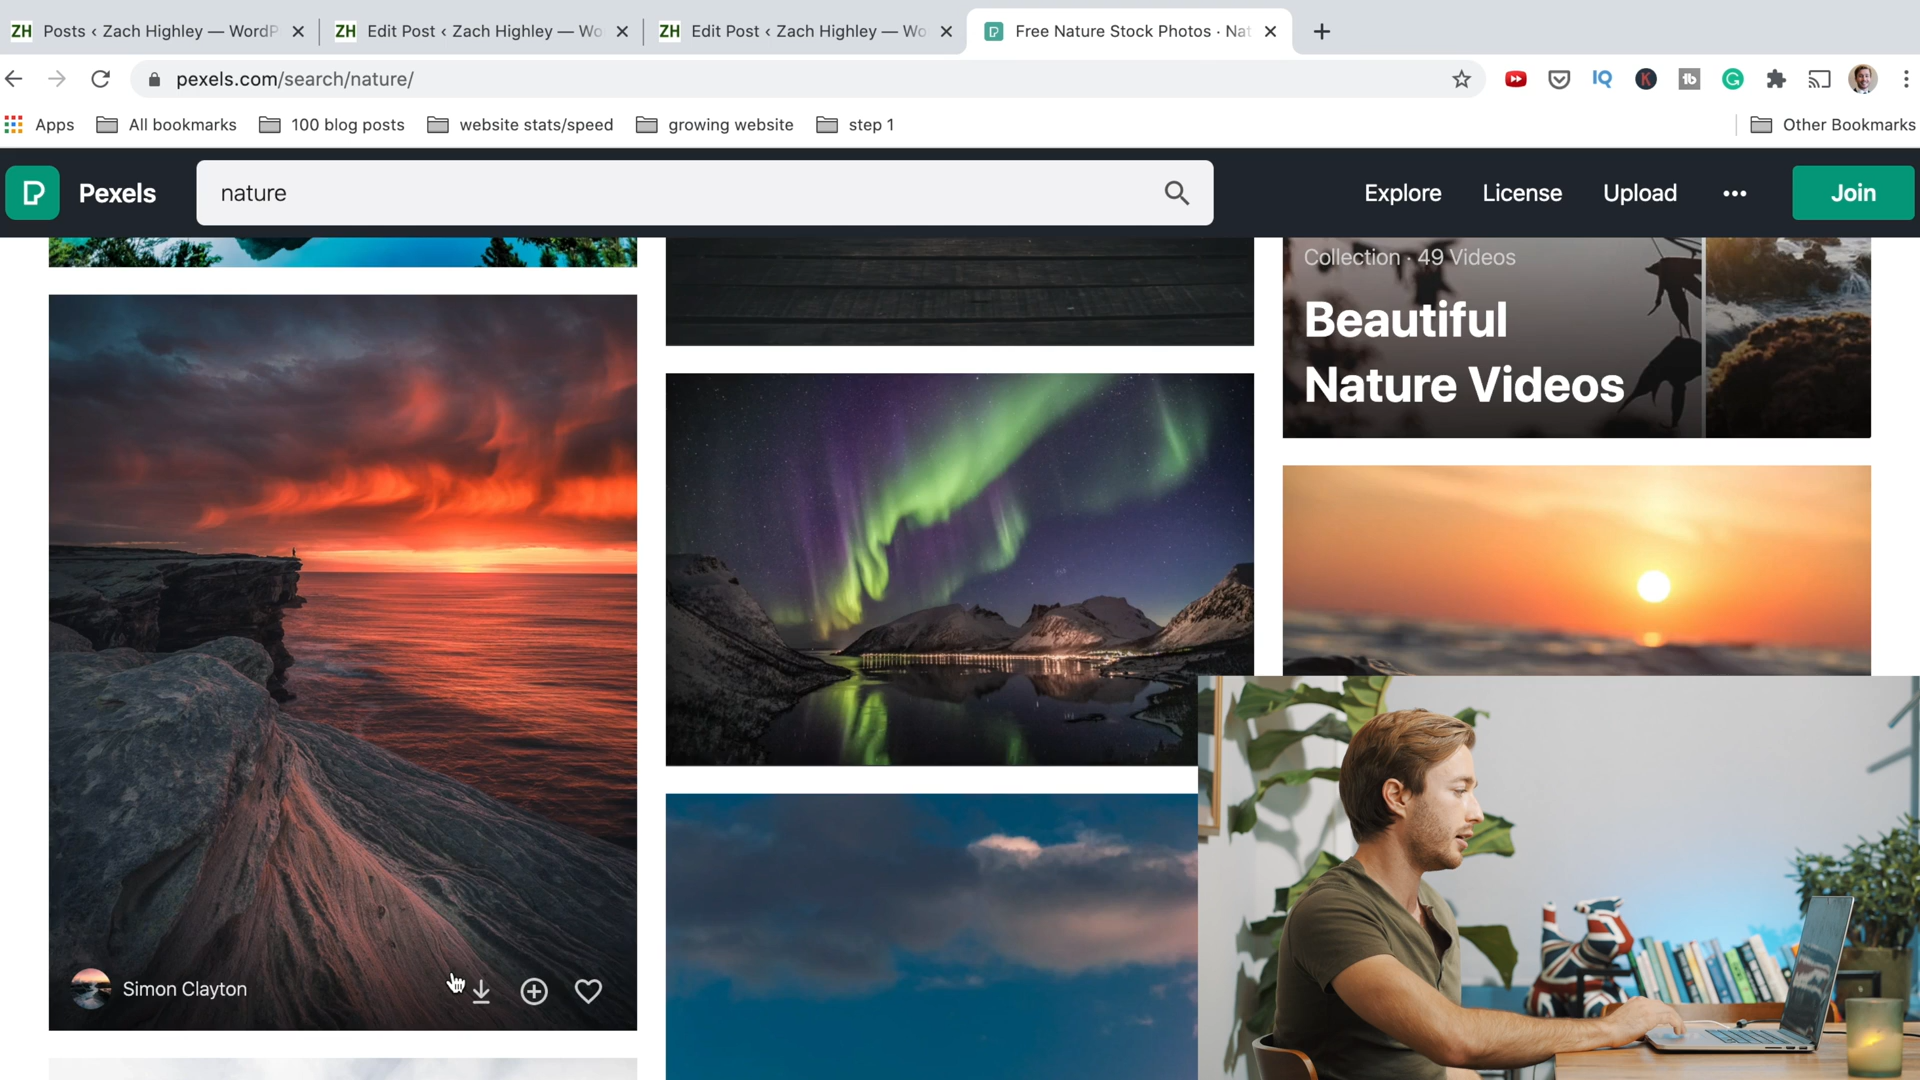 ZH Posts ‹ Zach Highley — WordP
ZH Edit Post ‹ Zach Highley — Wo
ZH Edit Post ‹ Zach Highley — Wo
Free Nature Stock Photos · Nat
pexels.com/search/nature/
IQ
K
tb
G
Apps
All bookmarks
100 blog posts
website stats/speed
growing website
step 1
Other Bookmarks
Pexels
nature
Explore
License
Upload
Join
Collection · 49 Videos
Beautiful
Nature Videos
Simon Clayton